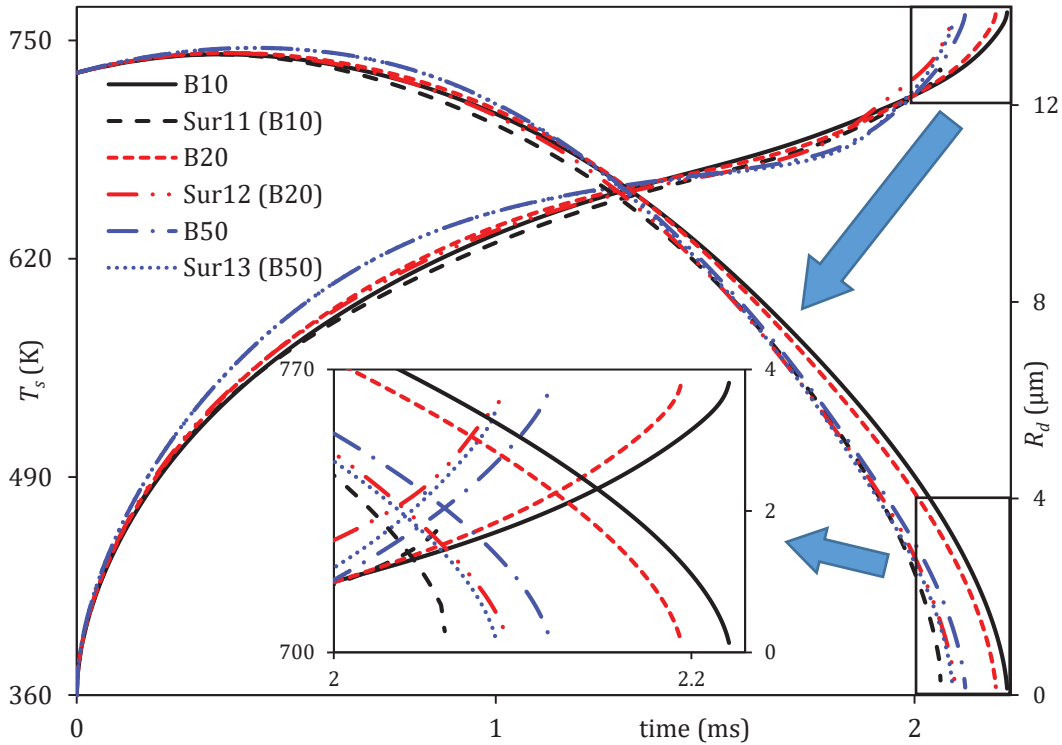 750
620
490
360
T_s (K)
B10
Sur11 (B10)
B20
Sur12 (B20)
B50
Sur13 (B50)
12
8
4
0
R_d (μm)
770
700
4
2
0
2
2.2
0
1
time (ms)
2